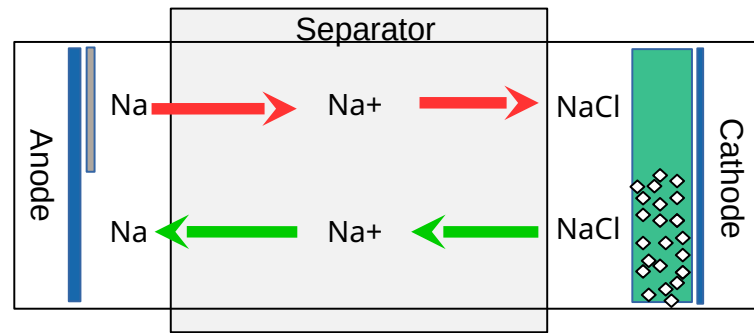 Separator
Anode
Na
Na+
NaCl
Cathode
Na
Na+
NaCl